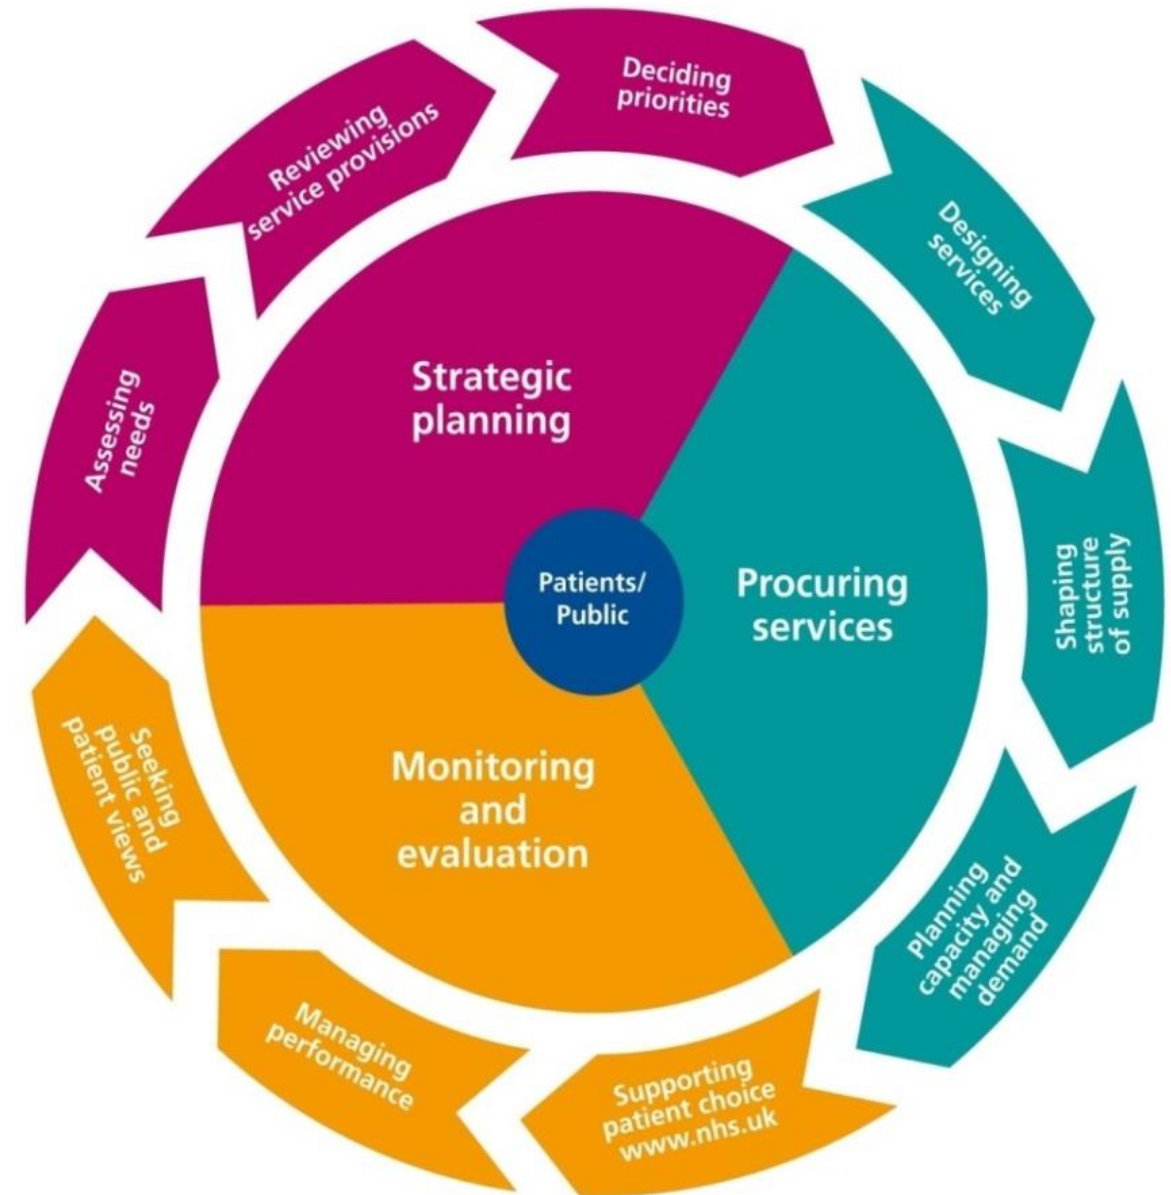 Deciding
priorities
Designing
services
Shaping
structure
of supply
Planning
capacity and
managing
demand
Supporting
patient choice
www.nhs.uk
Managing
performance
Seeking
public and
patient views
Assessing
needs
Reviewing
service provisions
Strategic
planning
Procuring
services
Monitoring
and
evaluation
Patients/
Public